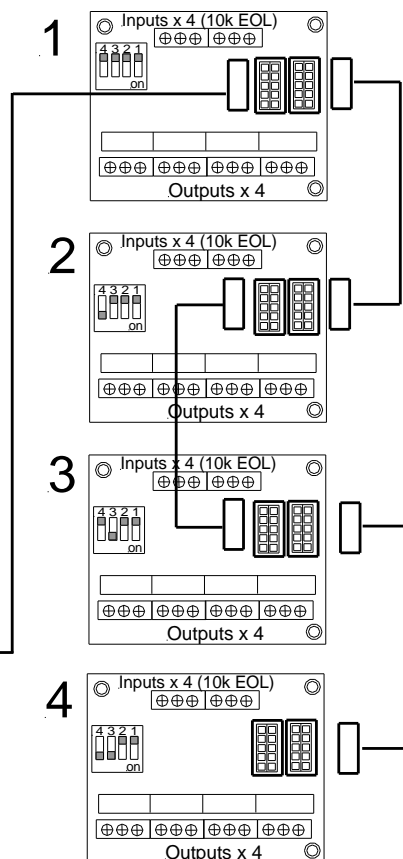 1
Inputs x 4 (10k EOL)
4 3 2 1
on
Outputs x 4
2
Inputs x 4 (10k EOL)
4 3 2 1
on
Outputs x 4
3
Inputs x 4 (10k EOL)
4 3 2 1
on
Outputs x 4
4
Inputs x 4 (10k EOL)
4 3 2 1
on
Outputs x 4